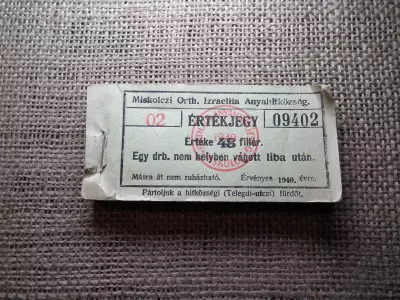 Miskolczi Orth. Izraelita Anyahitközség.
02 ÉRTÉKJEGY 09402
Értéke 48 fillér.
1940
Egy drb. nem helyben vágott liba után.
Másra át nem ruházható. Érvényes 1940. évre.
Pártoljuk a hitközségi (Telegdi-utcai) fürdőt.